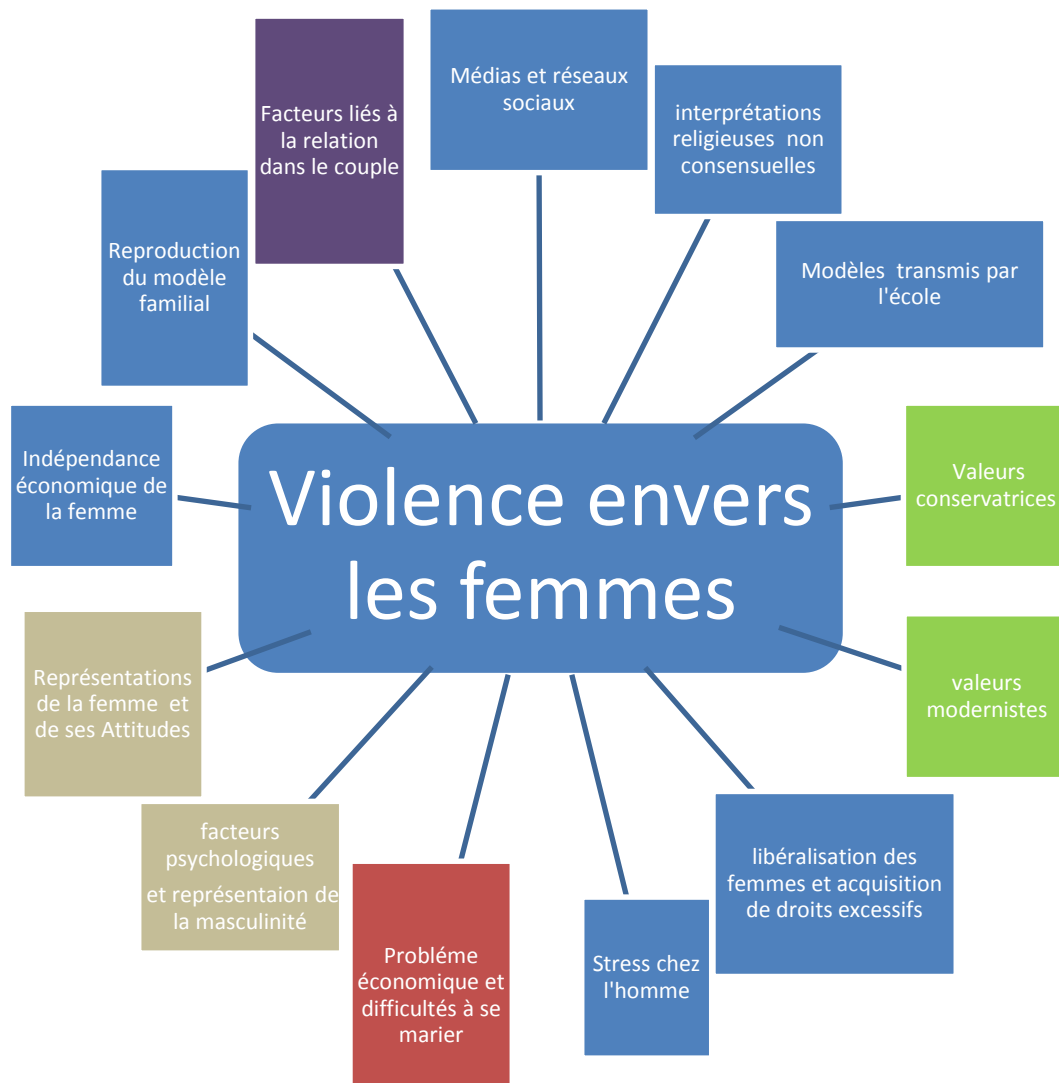 Médias et réseaux
sociaux
interprétations
religieuses non
consensuelles
Modèles transmis par
l'école
Valeurs
conservatrices
valeurs
modernistes
libéralisation des
femmes et acquisition
de droits excessifs
Stress chez
l'homme
Probléme
économique et
difficultés à se
marier
facteurs
psychologiques
et représentaion de
la masculinité
Représentations
de la femme et
de ses Attitudes
Indépendance
économique de
la femme
Reproduction
du modèle
familial
Facteurs liés à
la relation
dans le couple
Violence envers
les femmes